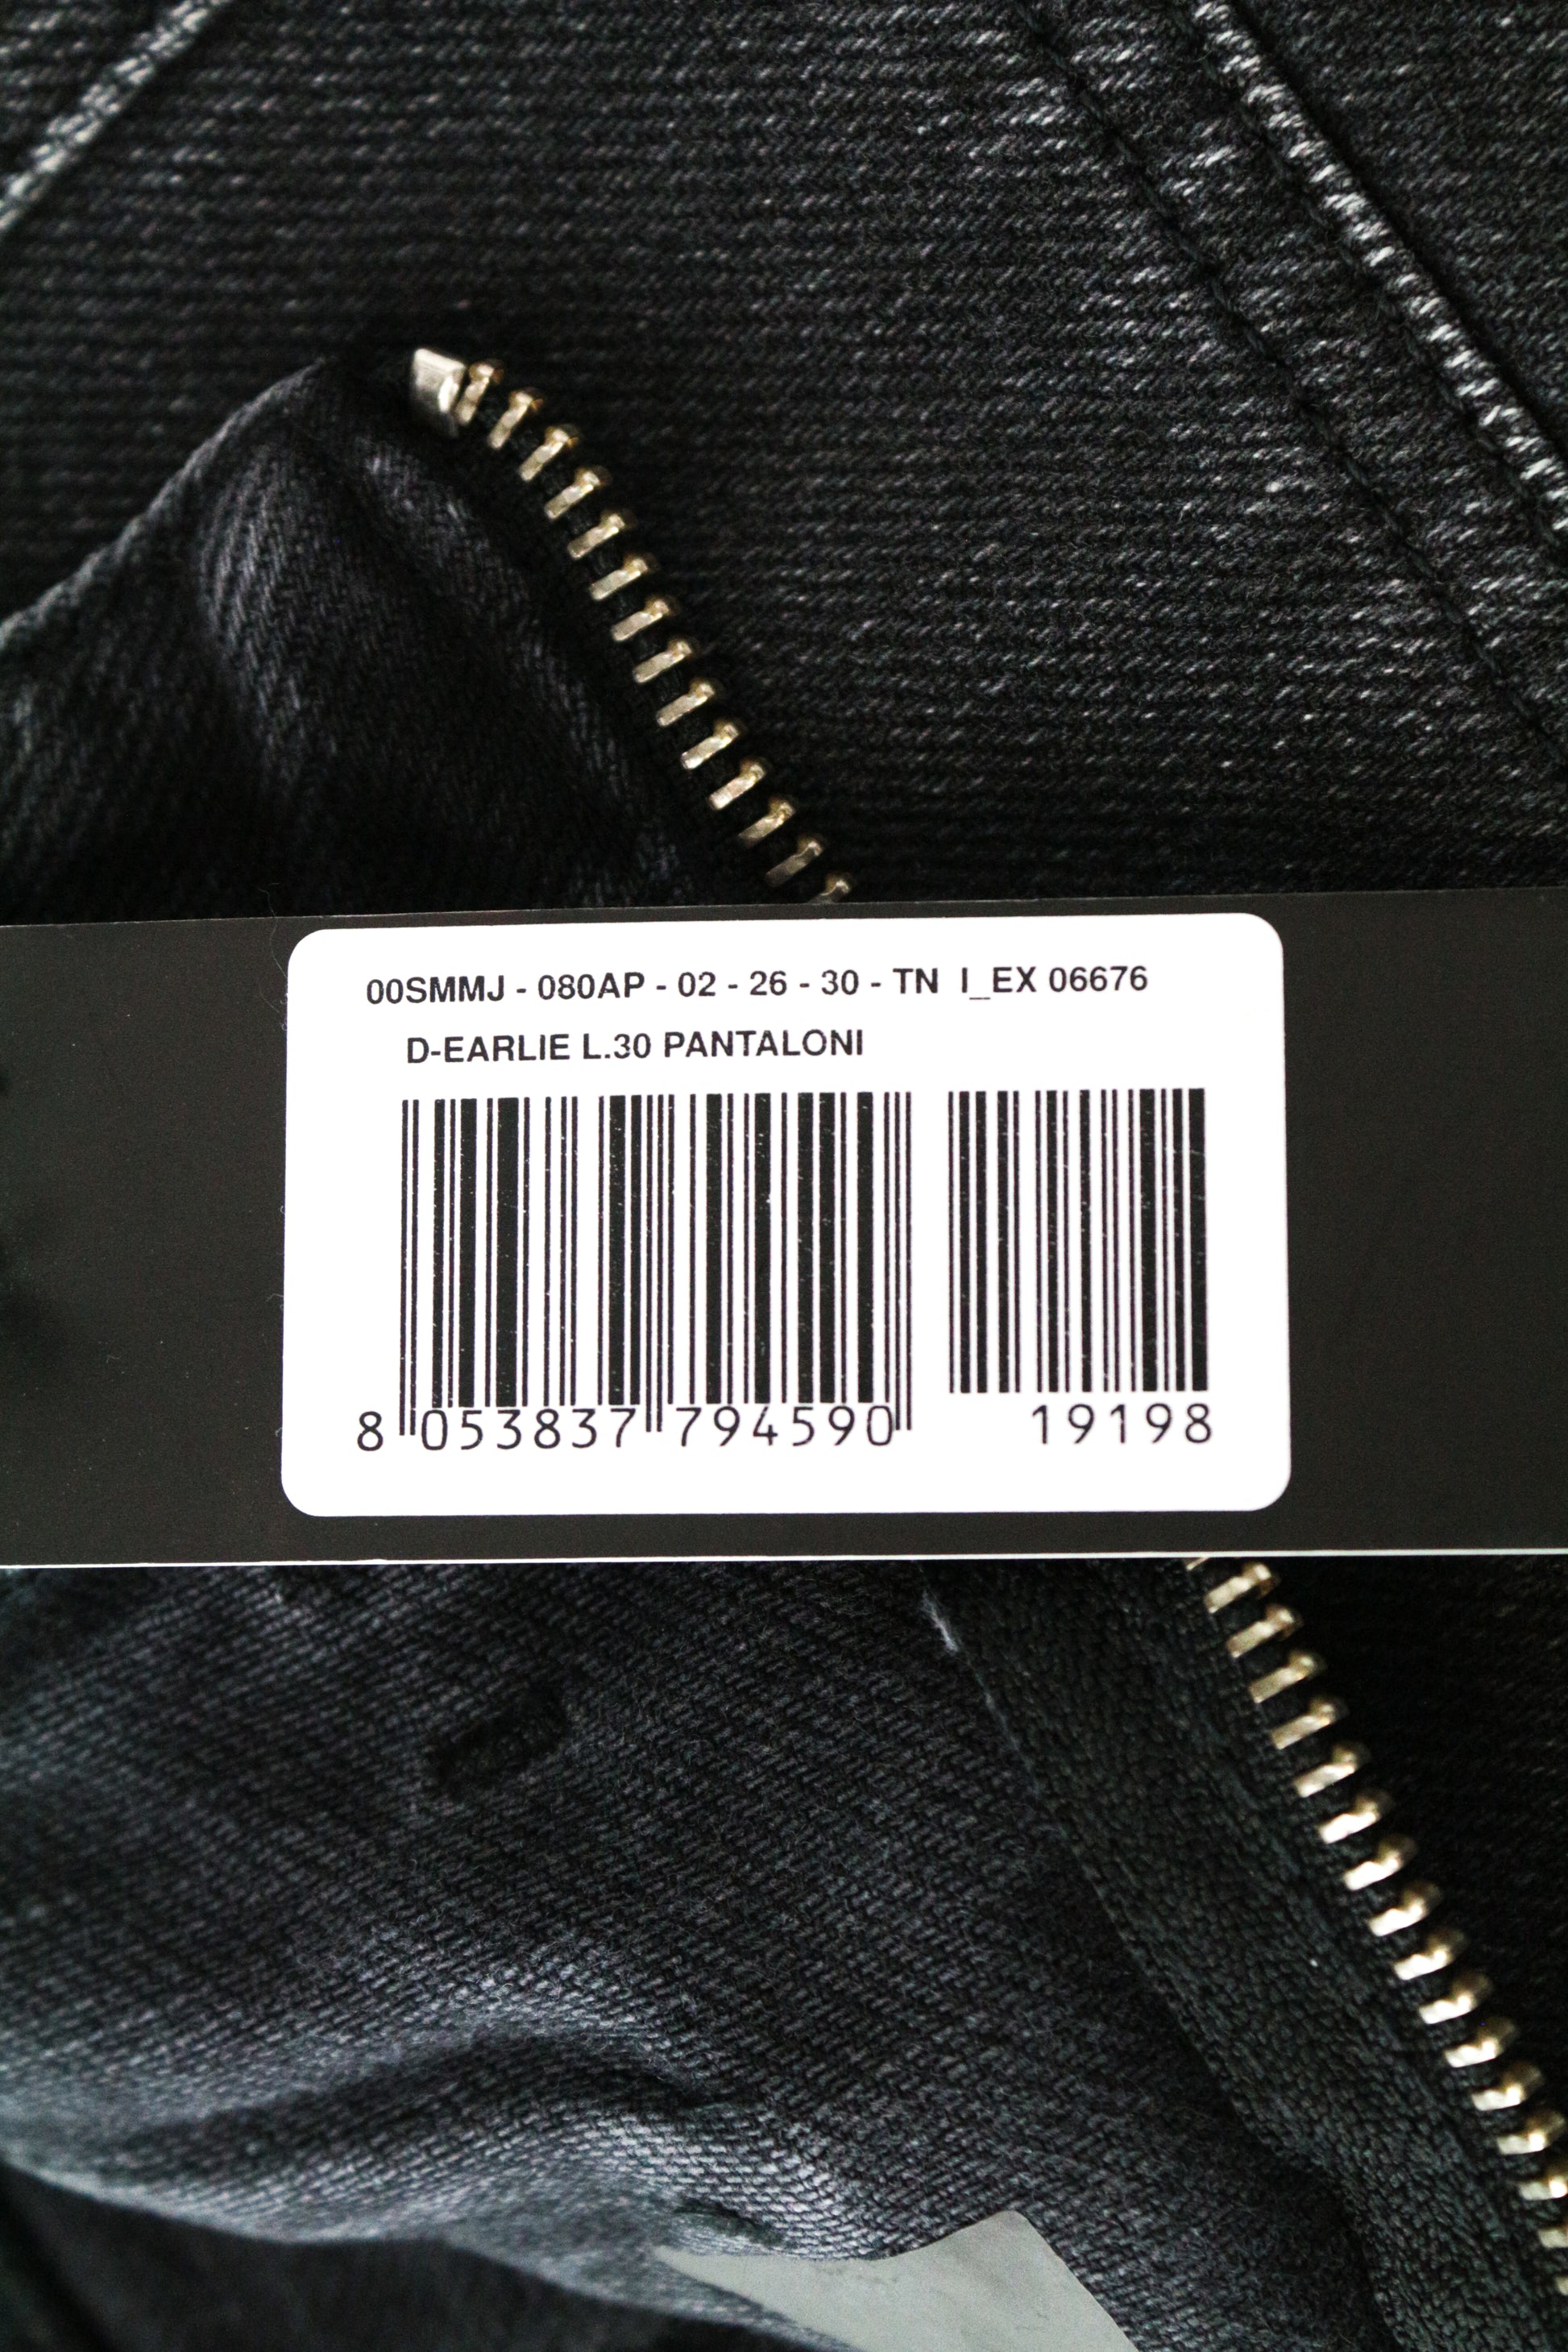 00SMMJ - 080AP - 02 - 26 - 30 - TN I_EX 06676
D-EARLIE L.30 PANTALONI
8 053837 794590 19198